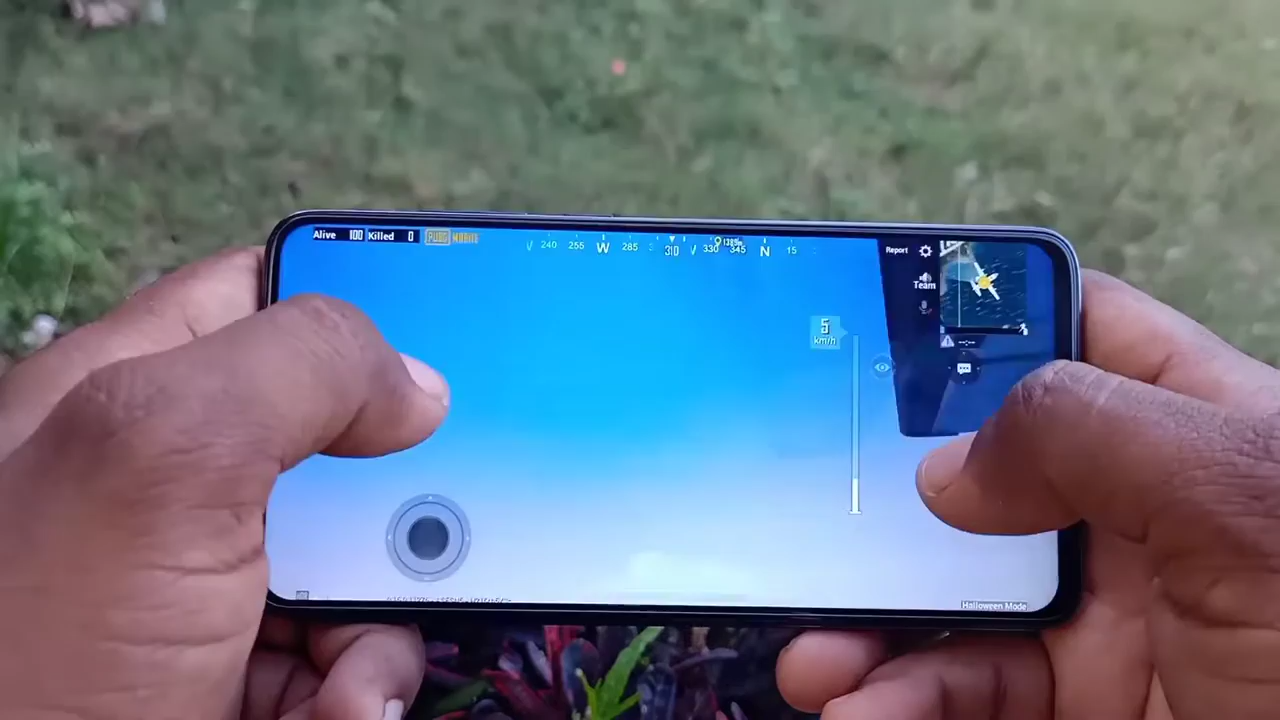 Alive 100 Killed 0 PUBG MOBILE
240 255 W 285 310 330 345 N 15
Report
Team
5
km/h
Halloween Mode